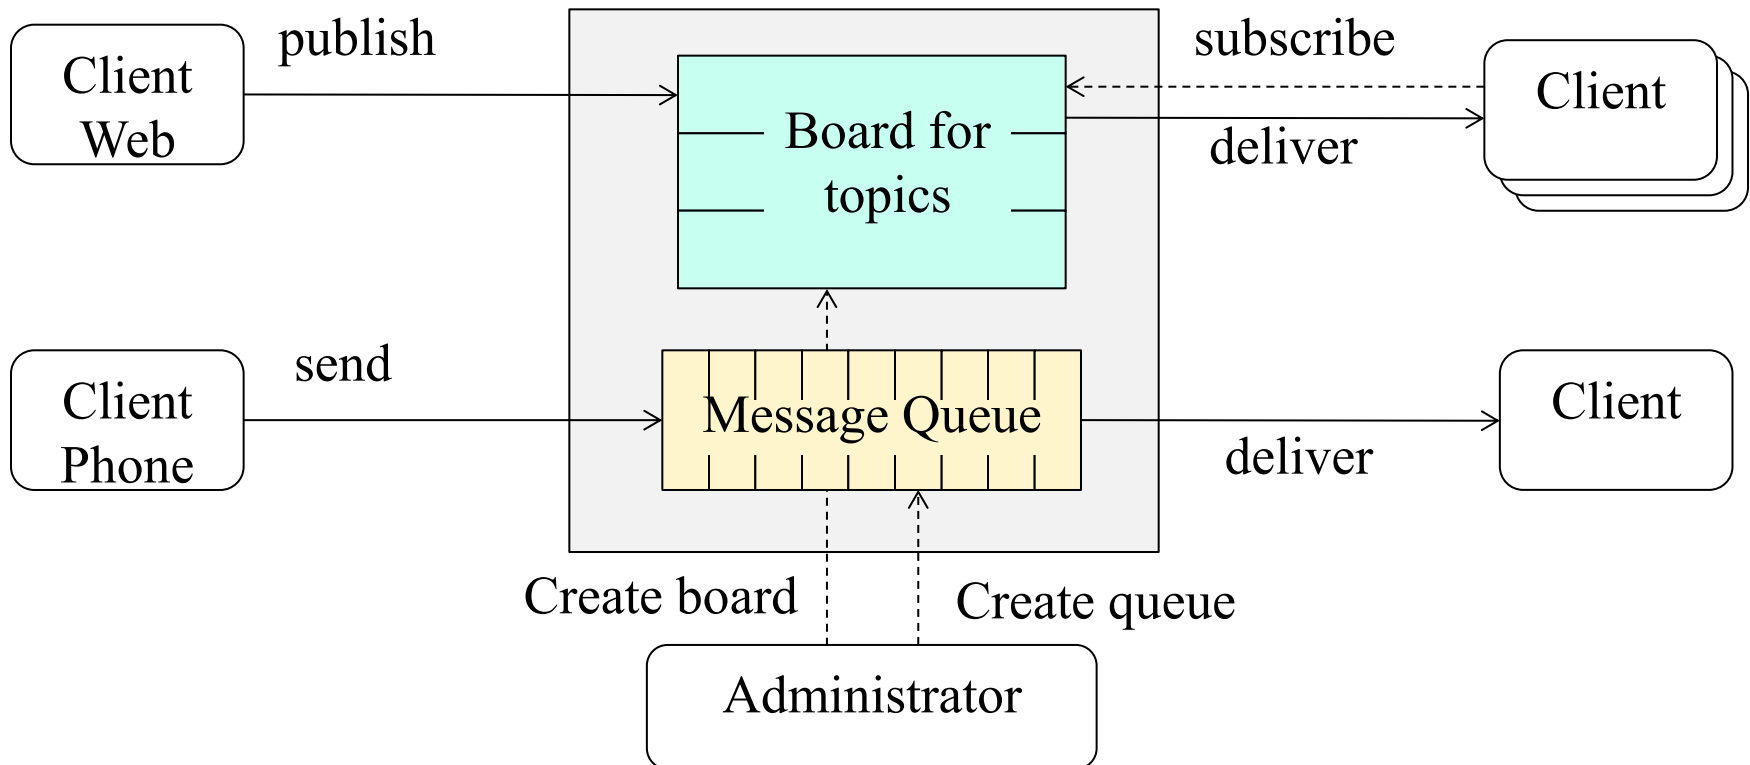 publish
subscribe
Client
Web
Board for
topics
Client
deliver
send
Client
Phone
Message Queue
Client
deliver
Create board
Create queue
Administrator